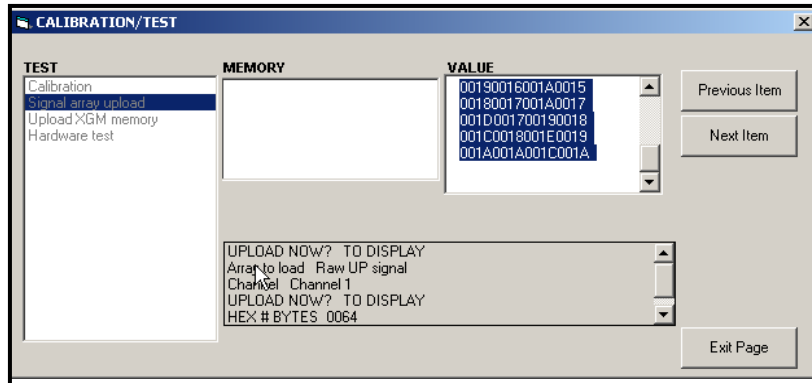 CALIBRATION/TEST
TEST
Calibration
Signal array upload
Upload XGM memory
Hardware test
MEMORY
VALUE
00190016001A0015
00180017001A0017
001D001700190018
001C0018001E0019
001A001A001C001A
Previous Item
Next Item
UPLOAD NOW? TO DISPLAY
Array to load Raw UP signal
Channel Channel 1
UPLOAD NOW? TO DISPLAY
HEX # BYTES 0064
Exit Page